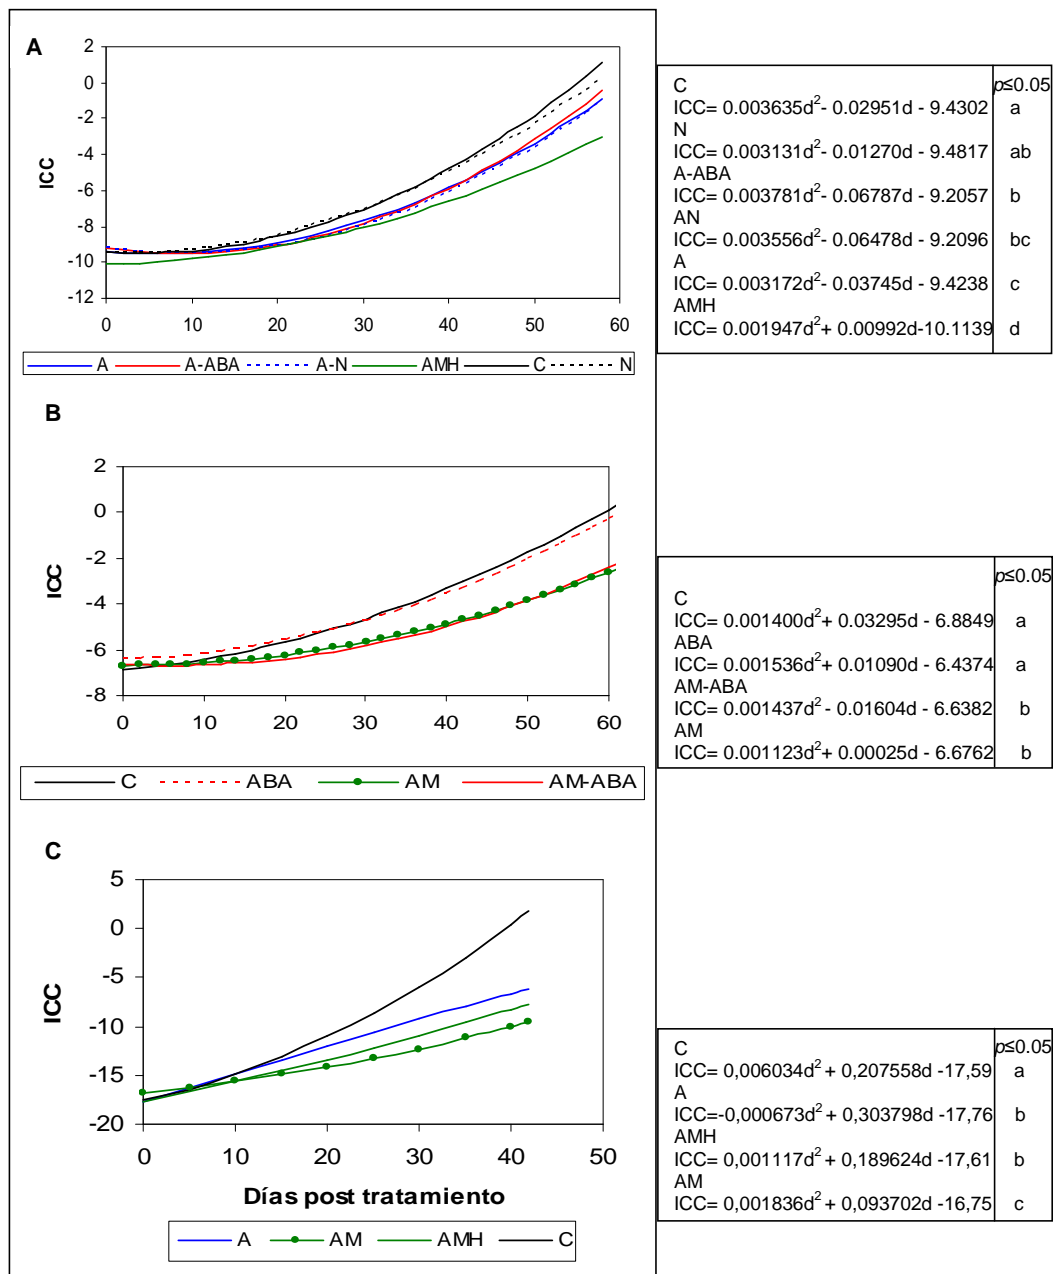 A
2
0
-2
-4
-6
-8
-10
-12
ICC
0 10 20 30 40 50 60
A A-ABA A-N AMH C N
p≤0.05
C
ICC= 0.003635d²- 0.02951d - 9.4302 a
N
ICC= 0.003131d²- 0.01270d - 9.4817 ab
A-ABA
ICC= 0.003781d²- 0.06787d - 9.2057 b
AN
ICC= 0.003556d²- 0.06478d - 9.2096 bc
A
ICC= 0.003172d²- 0.03745d - 9.4238 c
AMH
ICC= 0.001947d²+ 0.00992d-10.1139 d
B
2
0
-2
-4
-6
-8
ICC
0 10 20 30 40 50 60
C ABA AM AM-ABA
p≤0.05
C
ICC= 0.001400d²+ 0.03295d - 6.8849 a
ABA
ICC= 0.001536d²+ 0.01090d - 6.4374 a
AM-ABA
ICC= 0.001437d² - 0.01604d - 6.6382 b
AM
ICC= 0.001123d²+ 0.00025d - 6.6762 b
C
5
0
-5
-10
-15
-20
ICC
0 10 20 30 40 50
Días post tratamiento
A AM AMH C
p≤0.05
C
ICC= 0,006034d² + 0,207558d -17,59 a
A
ICC=-0,000673d² + 0,303798d -17,76 b
AMH
ICC= 0,001117d² + 0,189624d -17,61 b
AM
ICC= 0,001836d² + 0,093702d -16,75 c